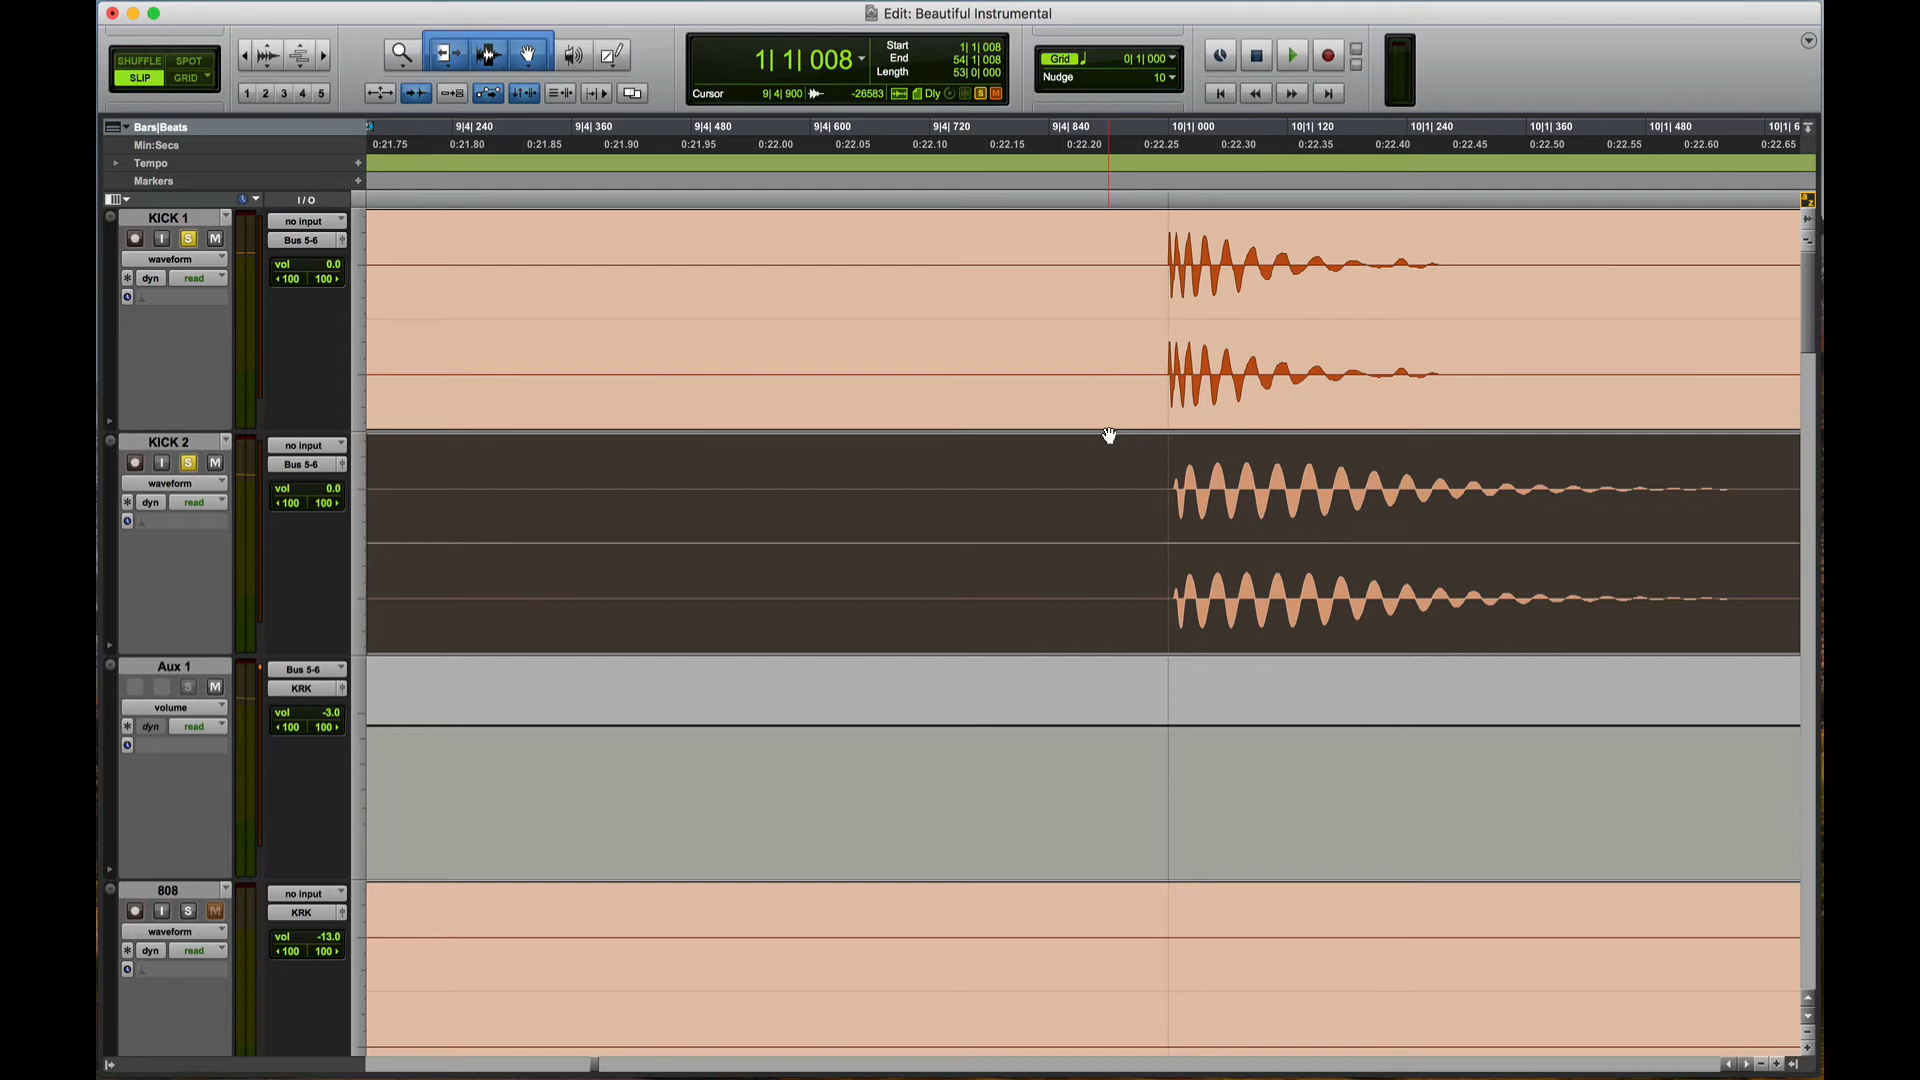 Edit: Beautiful Instrumental
SHUFFLE SPOT
SLIP GRID
1 2 3 4 5
1| 1| 008
Start 1| 1| 008
End 54| 1| 008
Length 53| 0| 000
Cursor 9| 4| 900 -26583 Dly S M
Grid 0| 1| 000
Nudge 10
Bars|Beats 9|4| 240 9|4| 360 9|4| 480 9|4| 600 9|4| 720 9|4| 840 10|1| 000 10|1| 120 10|1| 240 10|1| 360 10|1| 480 10|1| 6
Min:Secs 0:21.75 0:21.80 0:21.85 0:21.90 0:21.95 0:22.00 0:22.05 0:22.10 0:22.15 0:22.20 0:22.25 0:22.30 0:22.35 0:22.40 0:22.45 0:22.50 0:22.55 0:22.60 0:22.65
Tempo
Markers
I / O
a z
KICK 1 no input
I S M Bus 5-6
waveform vol 0.0
dyn read 100 100
KICK 2 no input
I S M Bus 5-6
waveform vol 0.0
dyn read 100 100
Aux 1 Bus 5-6
S M KRK
volume vol -3.0
dyn read 100 100
808 no input
I S M KRK
waveform vol -13.0
dyn read 100 100